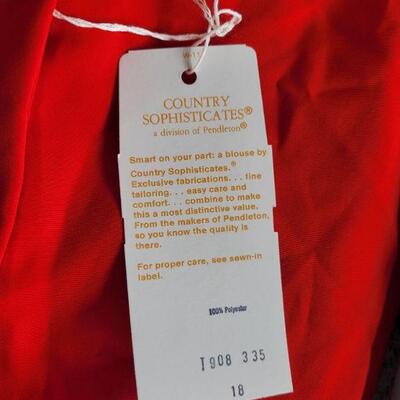 COUNTRY
SOPHISTICATES®
a division of Pendleton®
Smart on your part: a blouse by
Country Sophisticates.®
Exclusive fabrications. . . fine
tailoring. . . easy care and
comfort. . . combine to make
this a most distinctive value.
From the makers of Pendleton,
so you know the quality is
there.
For proper care, see sewn-in
label.
100% Polyester
T908 335
18